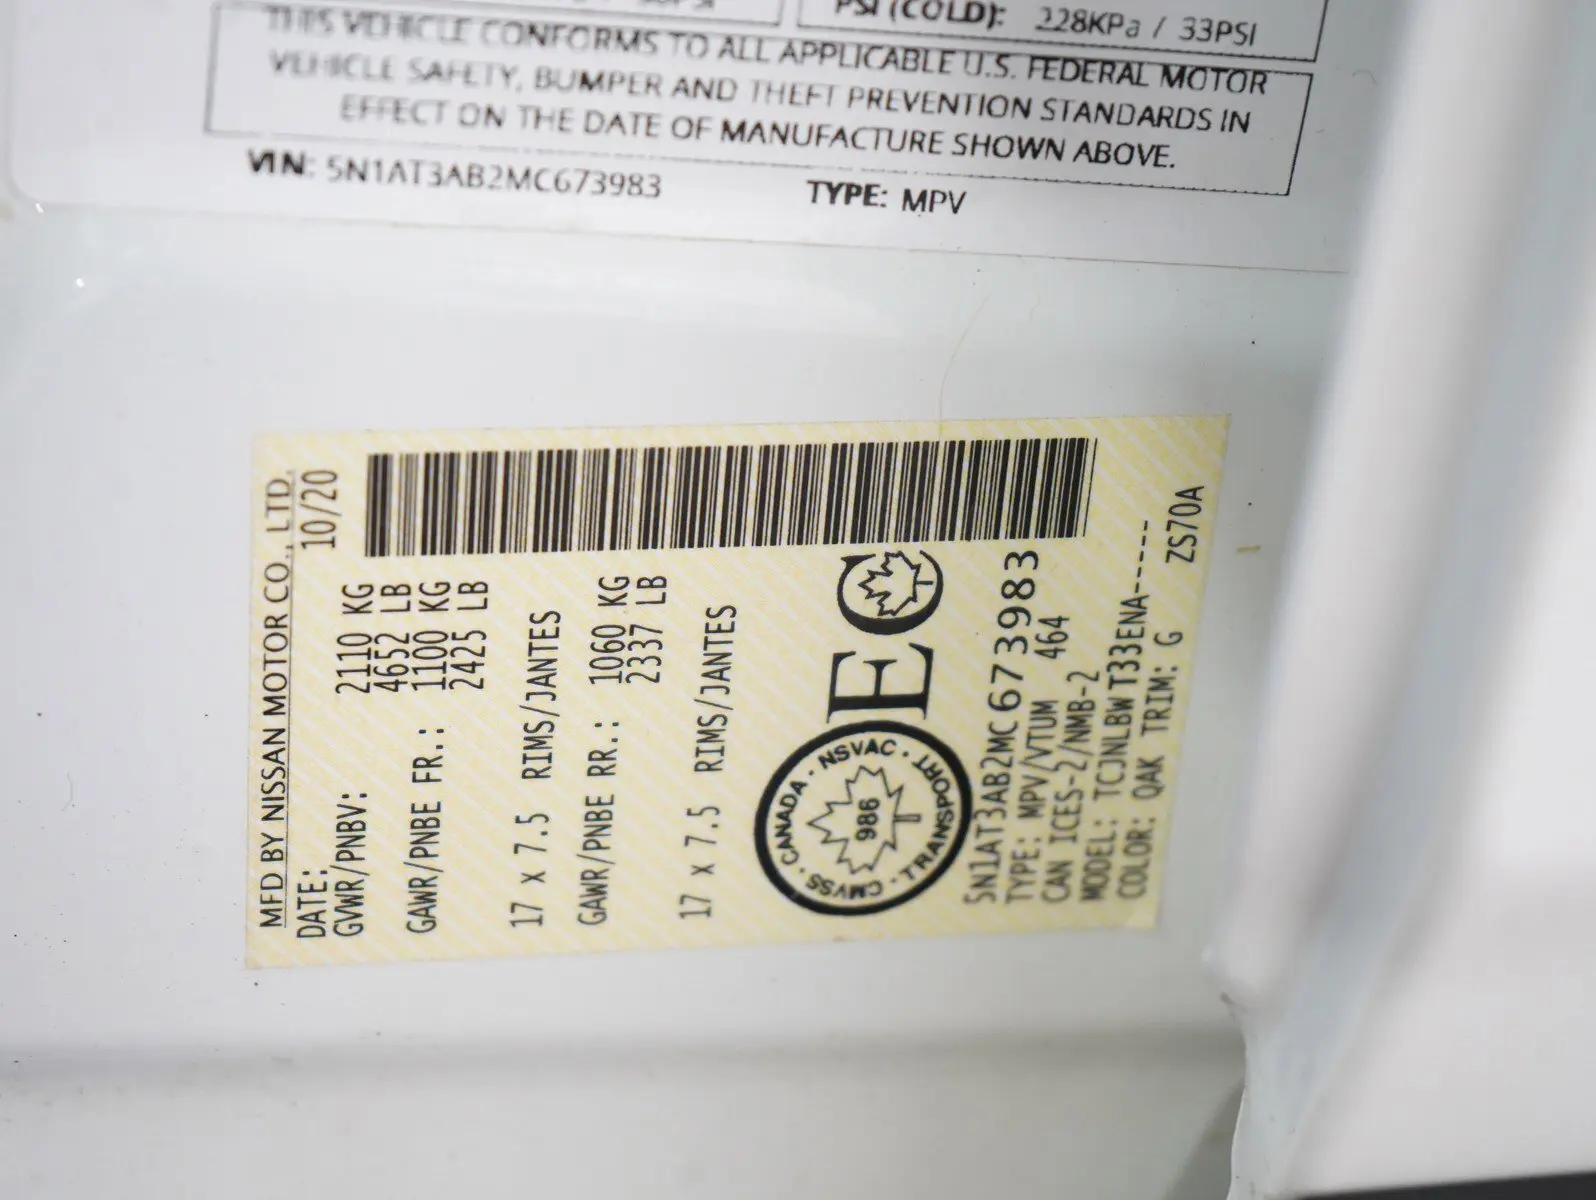 PSI (COLD): 228KPa / 33PSI
THIS VEHICLE CONFORMS TO ALL APPLICABLE U.S. FEDERAL MOTOR
VEHICLE SAFETY, BUMPER AND THEFT PREVENTION STANDARDS IN
EFFECT ON THE DATE OF MANUFACTURE SHOWN ABOVE.
VIN: 5N1AT3AB2MC673983 TYPE: MPV
MFD BY NISSAN MOTOR CO., LTD.
DATE: 10/20
GVWR/PNBV: 2110 KG
4652 LB
GAWR/PNBE FR.: 1100 KG
2425 LB
17 x 7.5 RIMS/JANTES
GAWR/PNBE RR.: 1060 KG
2337 LB
17 x 7.5 RIMS/JANTES
CANADA · NSVAC · TRANSPORT · CMVSS ·
986
EC
5N1AT3AB2MC673983
TYPE: MPV/VTUM 464
CAN ICES-2/NMB-2
MODEL: TCJNLBW T33ENA------
COLOR: QAK TRIM: G ZS70A